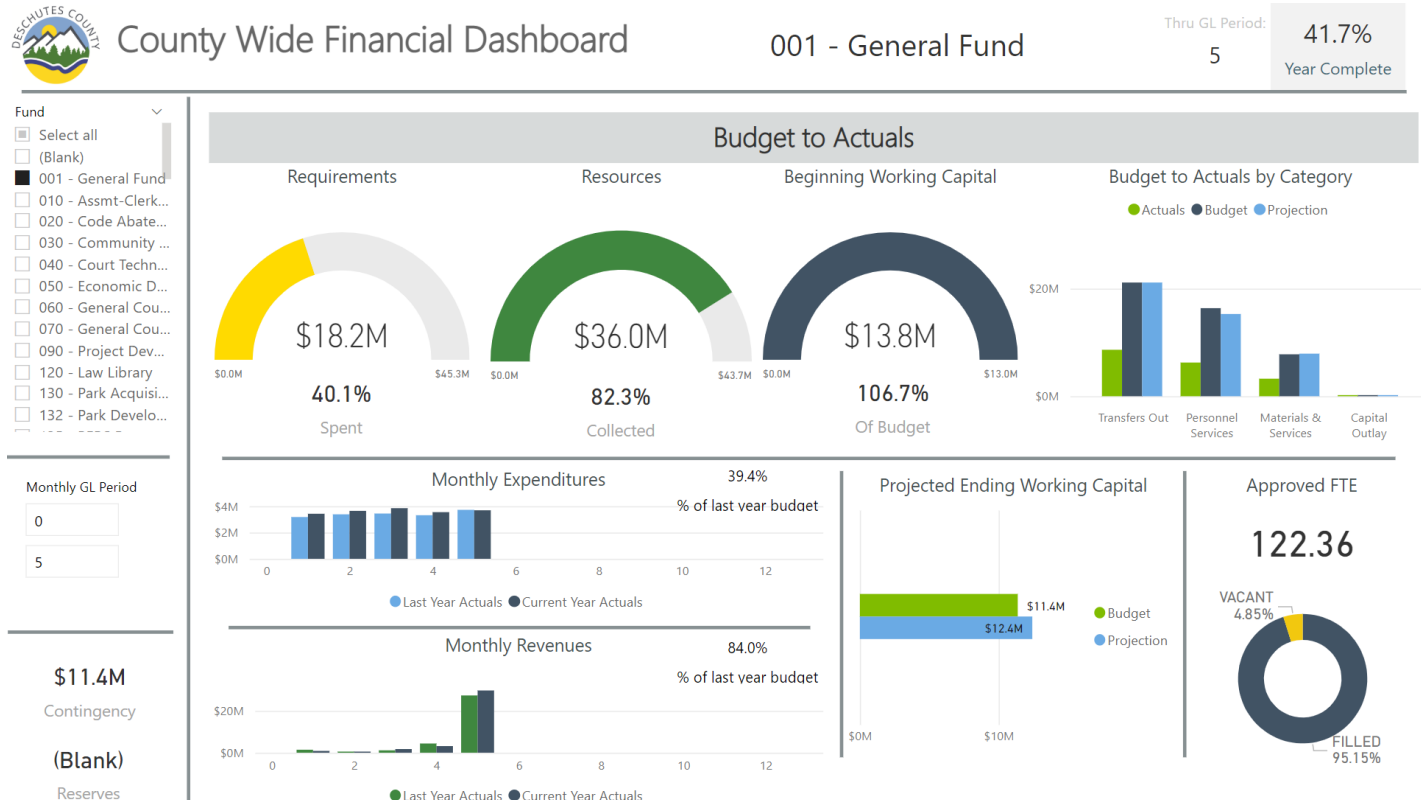 DESCHUTES COUNTY
County Wide Financial Dashboard
001 - General Fund
Thru GL Period:
5
41.7%
Year Complete
Fund
Select all
(Blank)
001 - General Fund
010 - Assmt-Clerk...
020 - Code Abate...
030 - Community ...
040 - Court Techn...
050 - Economic D...
060 - General Cou...
070 - General Cou...
090 - Project Dev...
120 - Law Library
130 - Park Acquisi...
132 - Park Develo...
Monthly GL Period
0
5
$11.4M
Contingency
(Blank)
Reserves
Budget to Actuals
Requirements
$18.2M
$0.0M $45.3M
40.1%
Spent
Resources
$36.0M
$0.0M $43.7M
82.3%
Collected
Beginning Working Capital
$13.8M
$0.0M $13.0M
106.7%
Of Budget
Budget to Actuals by Category
Actuals Budget Projection
$20M
$0M
Transfers Out
Personnel
Services
Materials &
Services
Capital
Outlay
Monthly Expenditures
39.4%
% of last year budget
$4M
$2M
$0M
0 2 4 6 8 10 12
Last Year Actuals Current Year Actuals
Monthly Revenues
84.0%
% of last year budget
$20M
$0M
0 2 4 6 8 10 12
Last Year Actuals Current Year Actuals
Projected Ending Working Capital
$11.4M
$12.4M
Budget
Projection
$0M $10M
Approved FTE
122.36
VACANT
4.85%
FILLED
95.15%